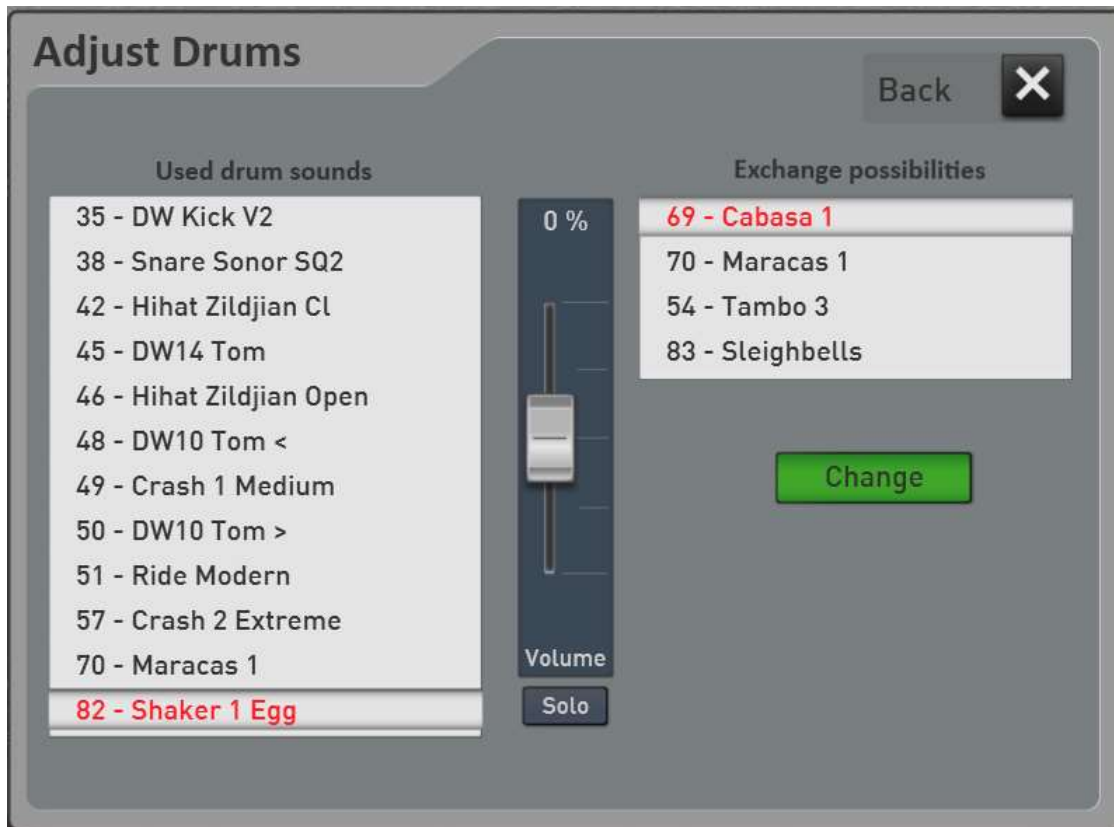 Adjust Drums
Back
Used drum sounds
35 - DW Kick V2
38 - Snare Sonor SQ2
42 - Hihat Zildjian Cl
45 - DW14 Tom
46 - Hihat Zildjian Open
48 - DW10 Tom <
49 - Crash 1 Medium
50 - DW10 Tom >
51 - Ride Modern
57 - Crash 2 Extreme
70 - Maracas 1
82 - Shaker 1 Egg
0 %
Volume
Solo
Exchange possibilities
69 - Cabasa 1
70 - Maracas 1
54 - Tambo 3
83 - Sleighbells
Change